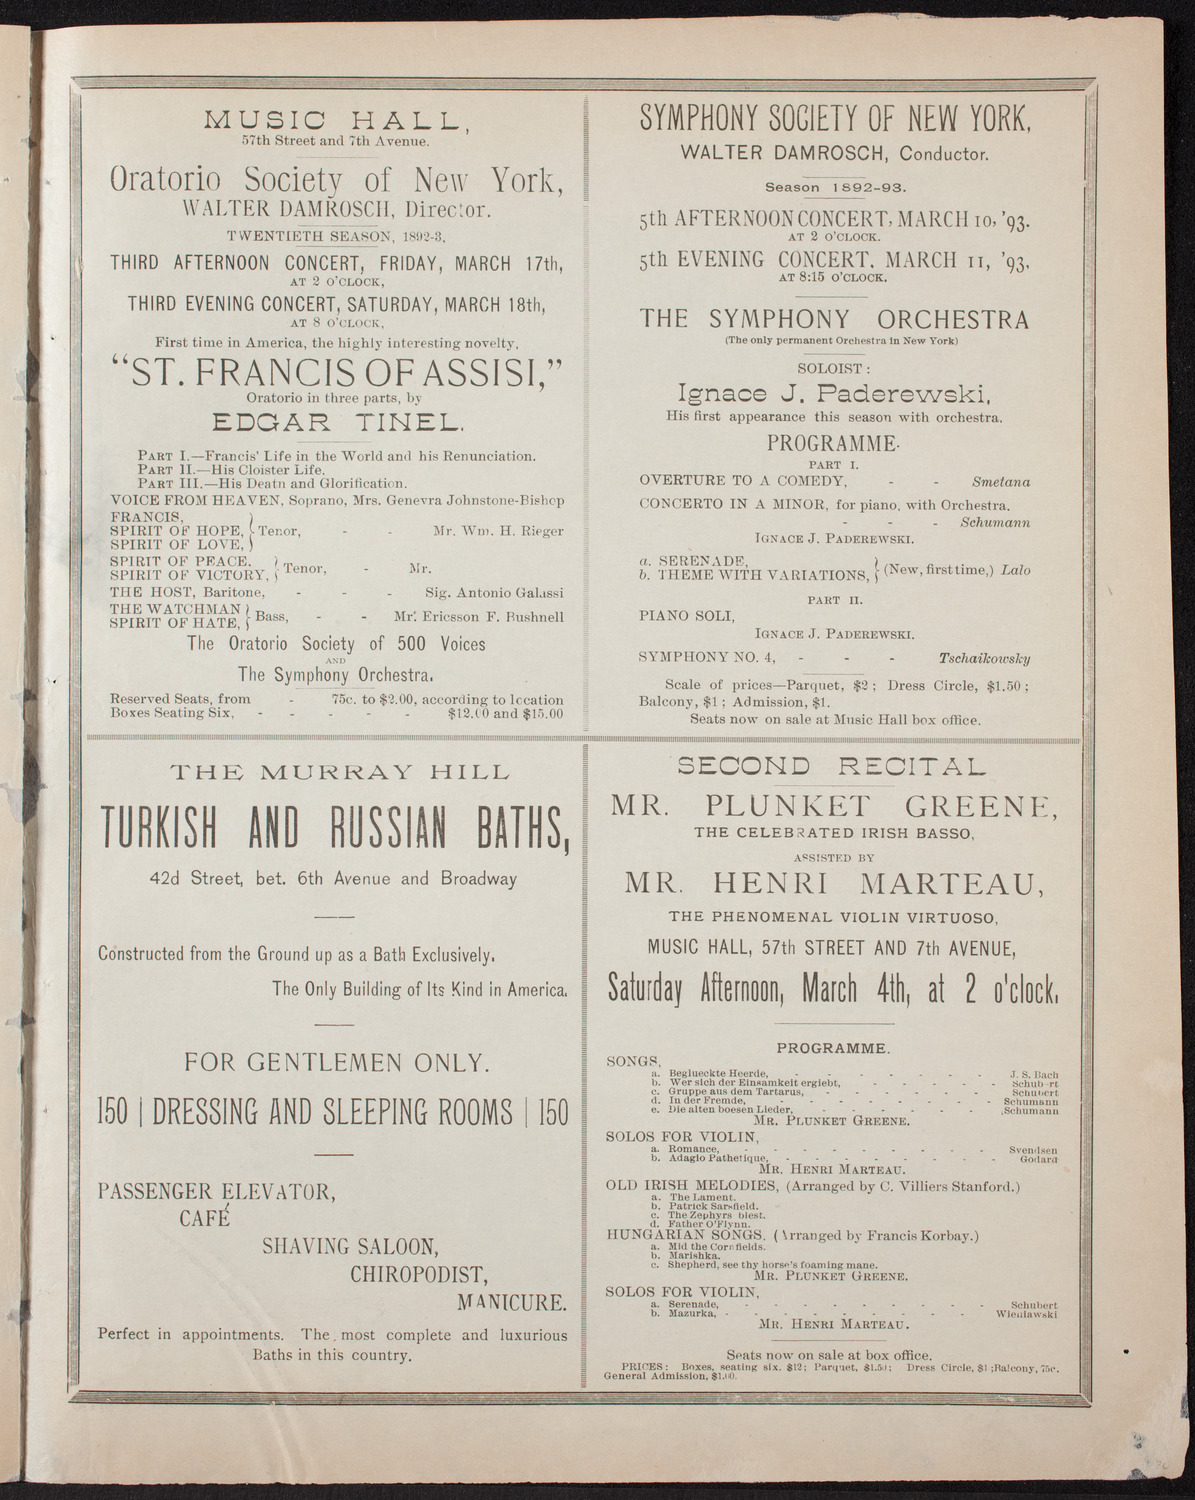 MUSIC HALL,
57th Street and 7th Avenue.
Oratorio Society of New York,
WALTER DAMROSCH, Director.
TWENTIETH SEASON, 1892-3.
THIRD AFTERNOON CONCERT, FRIDAY, MARCH 17th,
AT 2 O'CLOCK,
THIRD EVENING CONCERT, SATURDAY, MARCH 18th,
AT 8 O'CLOCK,
First time in America, the highly interesting novelty,
"ST. FRANCIS OF ASSISI,"
Oratorio in three parts, by
EDGAR TINEL.
PART I.—Francis' Life in the World and his Renunciation.
PART II.—His Cloister Life.
PART III.—His Deatn and Glorification.
VOICE FROM HEAVEN, Soprano, Mrs. Genevra Johnstone-Bishop
FRANCIS,
SPIRIT OF HOPE, } Tenor, - - Mr. Wm. H. Rieger
SPIRIT OF LOVE,
SPIRIT OF PEACE.
SPIRIT OF VICTORY, } Tenor, - Mr.
THE HOST, Baritone, - - - Sig. Antonio Galassi
THE WATCHMAN
SPIRIT OF HATE, } Bass, - - Mr. Ericsson F. Bushnell
The Oratorio Society of 500 Voices
AND
The Symphony Orchestra.
Reserved Seats, from - 75c. to $2.00, according to location
Boxes Seating Six, - - - - - $12.00 and $15.00
SYMPHONY SOCIETY OF NEW YORK,
WALTER DAMROSCH, Conductor.
Season 1892-93.
5th AFTERNOON CONCERT, MARCH 10, '93.
AT 2 O'CLOCK.
5th EVENING CONCERT, MARCH 11, '93,
AT 8:15 O'CLOCK.
THE SYMPHONY ORCHESTRA
(The only permanent Orchestra in New York)
SOLOIST:
Ignace J. Paderewski,
His first appearance this season with orchestra.
PROGRAMME.
PART I.
OVERTURE TO A COMEDY, - - Smetana
CONCERTO IN A MINOR, for piano, with Orchestra.
- - - Schumann
IGNACE J. PADEREWSKI.
a. SERENADE,
b. THEME WITH VARIATIONS, } (New, first time,) Lalo
PART II.
PIANO SOLI,
IGNACE J. PADEREWSKI.
SYMPHONY NO. 4, - - - Tschaikowsky
Scale of prices—Parquet, $2; Dress Circle, $1.50;
Balcony, $1; Admission, $1.
Seats now on sale at Music Hall box office.
THE MURRAY HILL
TURKISH AND RUSSIAN BATHS,
42d Street, bet. 6th Avenue and Broadway
Constructed from the Ground up as a Bath Exclusively.
The Only Building of Its Kind in America.
FOR GENTLEMEN ONLY.
150 | DRESSING AND SLEEPING ROOMS | 150
PASSENGER ELEVATOR,
CAFÉ
SHAVING SALOON,
CHIROPODIST,
MANICURE.
Perfect in appointments. The most complete and luxurious
Baths in this country.
SECOND RECITAL
MR. PLUNKET GREENE,
THE CELEBRATED IRISH BASSO,
ASSISTED BY
MR. HENRI MARTEAU,
THE PHENOMENAL VIOLIN VIRTUOSO,
MUSIC HALL, 57th STREET AND 7th AVENUE,
Saturday Afternoon, March 4th, at 2 o'clock.
PROGRAMME.
SONGS,
a. Beglueckte Heerde, - - - - - - - J. S. Bach
b. Wer sich der Einsamkeit ergiebt, - - - - - Schubert
c. Gruppe aus dem Tartarus, - - - - - - Schubert
d. In der Fremde, - - - - - - - - Schumann
e. Die alten boesen Lieder, - - - - - - Schumann
MR. PLUNKET GREENE.
SOLOS FOR VIOLIN,
a. Romance, - - - - - - - - - Svendsen
b. Adagio Pathetique, - - - - - - - - Godard
MR. HENRI MARTEAU.
OLD IRISH MELODIES, (Arranged by C. Villiers Stanford.)
a. The Lament.
b. Patrick Sarsfield.
c. The Zephyrs blest.
d. Father O'Flynn.
HUNGARIAN SONGS. (Arranged by Francis Korbay.)
a. Mid the Cornfields.
b. Marishka.
c. Shepherd, see thy horse's foaming mane.
MR. PLUNKET GREENE.
SOLOS FOR VIOLIN,
a. Serenade, - - - - - - - - - Schubert
b. Mazurka, - - - - - - - - - Wieniawski
MR. HENRI MARTEAU.
Seats now on sale at box office.
PRICES: Boxes, seating six, $12; Parquet, $1.50; Dress Circle, $1; Balcony, 75c.
General Admission, $1.00.